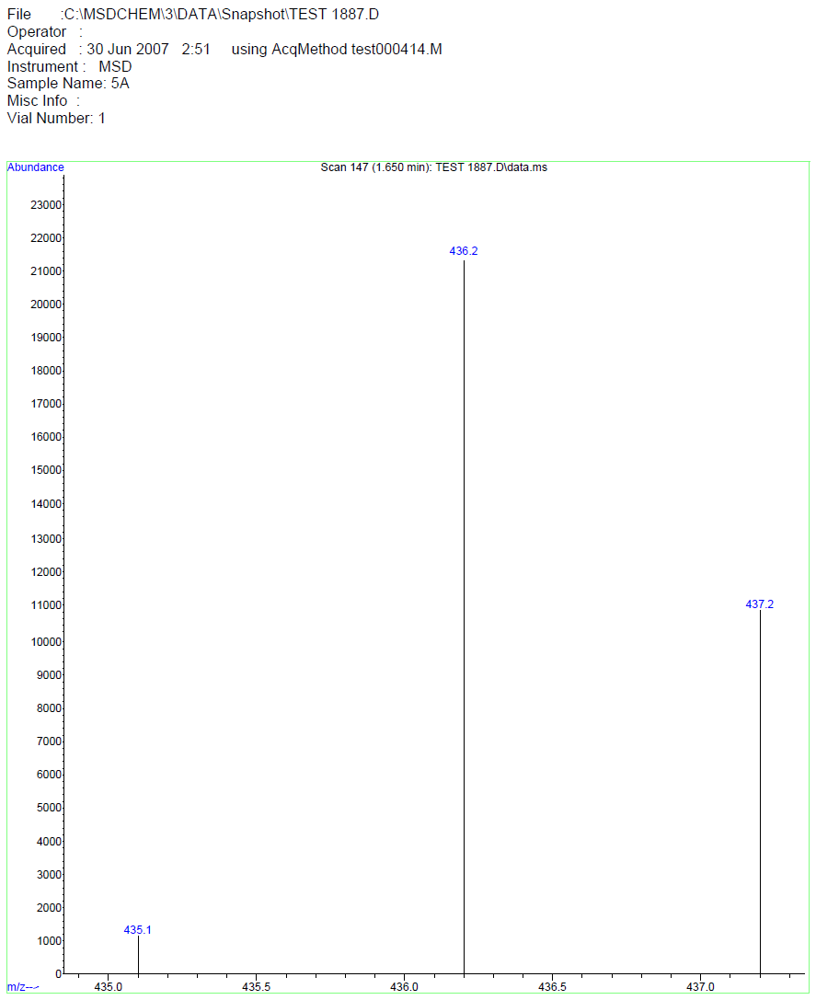 File :C:\MSDCHEM\3\DATA\Snapshot\TEST 1887.D
Operator :
Acquired : 30 Jun 2007 2:51 using AcqMethod test000414.M
Instrument : MSD
Sample Name: 5A
Misc Info :
Vial Number: 1
Abundance
Scan 147 (1.650 min): TEST 1887.D\data.ms
23000
436.2
22000
21000
20000
19000
18000
17000
16000
15000
14000
13000
12000
11000
437.2
10000
9000
8000
7000
6000
5000
4000
3000
2000
435.1
1000
0
m/z-->
435.0 435.5 436.0 436.5 437.0